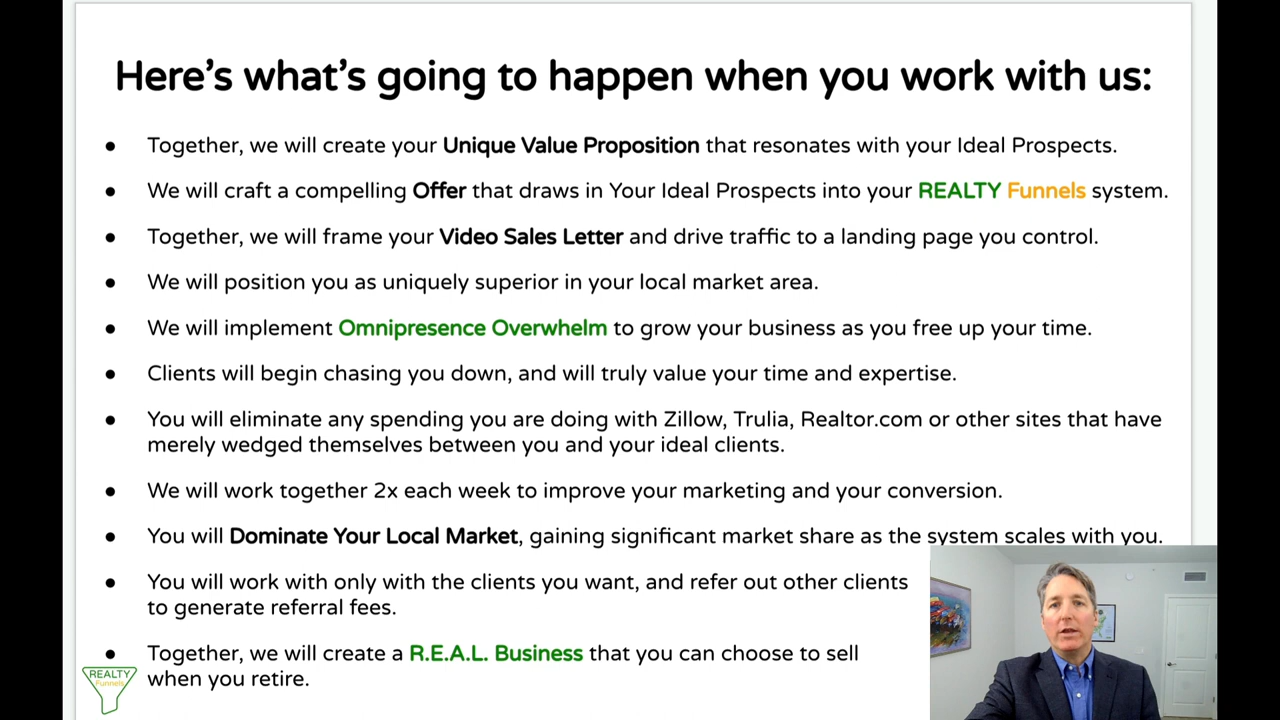 Here's what's going to happen when you work with us:
● Together, we will create your Unique Value Proposition that resonates with your Ideal Prospects.
● We will craft a compelling Offer that draws in Your Ideal Prospects into your REALTY Funnels system.
● Together, we will frame your Video Sales Letter and drive traffic to a landing page you control.
● We will position you as uniquely superior in your local market area.
● We will implement Omnipresence Overwhelm to grow your business as you free up your time.
● Clients will begin chasing you down, and will truly value your time and expertise.
● You will eliminate any spending you are doing with Zillow, Trulia, Realtor.com or other sites that have
merely wedged themselves between you and your ideal clients.
● We will work together 2x each week to improve your marketing and your conversion.
● You will Dominate Your Local Market, gaining significant market share as the system scales with you.
● You will work with only with the clients you want, and refer out other clients
to generate referral fees.
● Together, we will create a R.E.A.L. Business that you can choose to sell
when you retire.
REALTY
Funnels